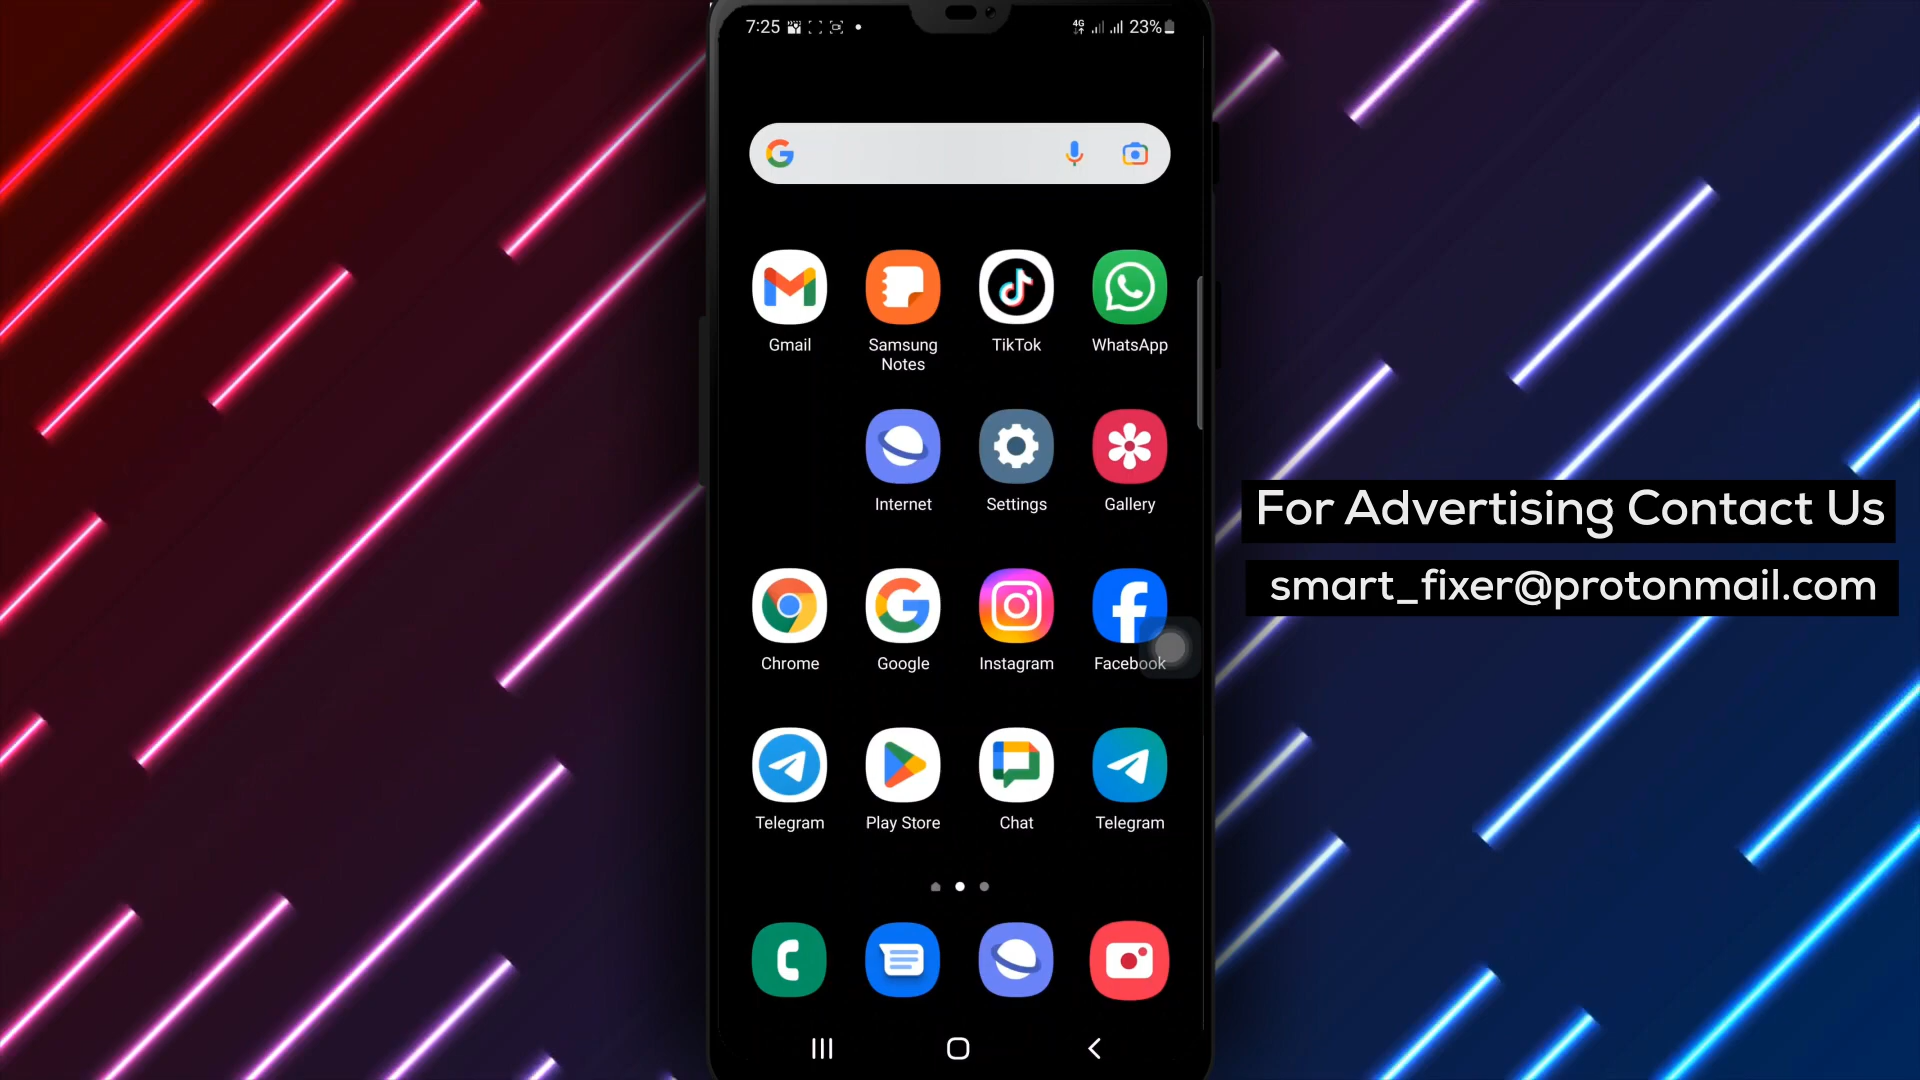 7:25
4G 23%
Gmail
Samsung
Notes
TikTok
WhatsApp
Internet
Settings
Gallery
Chrome
Google
Instagram
Facebook
Telegram
Play Store
Chat
Telegram
For Advertising Contact Us
smart_fixer@protonmail.com